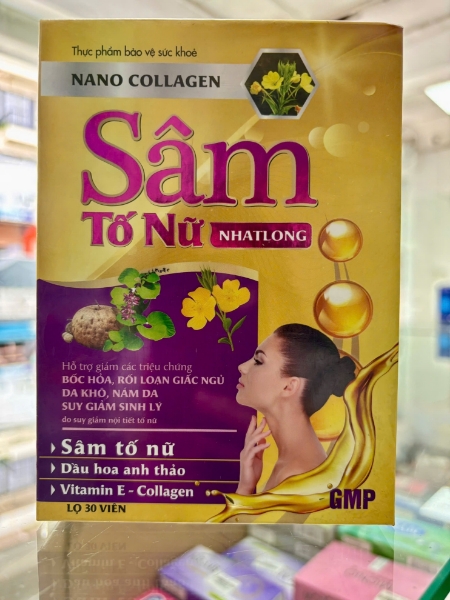 Thực phẩm bảo vệ sức khoẻ
NANO COLLAGEN
Sâm
TỐ NỮ NHATLONG
Hỗ trợ giảm các triệu chứng
BỐC HỎA, RỐI LOẠN GIẤC NGỦ
DA KHÔ, NÁM DA
SUY GIẢM SINH LÝ
do suy giảm nội tiết tố nữ
Sâm tố nữ
Dầu hoa anh thảo
Vitamin E - Collagen
LỌ 30 VIÊN
GMP